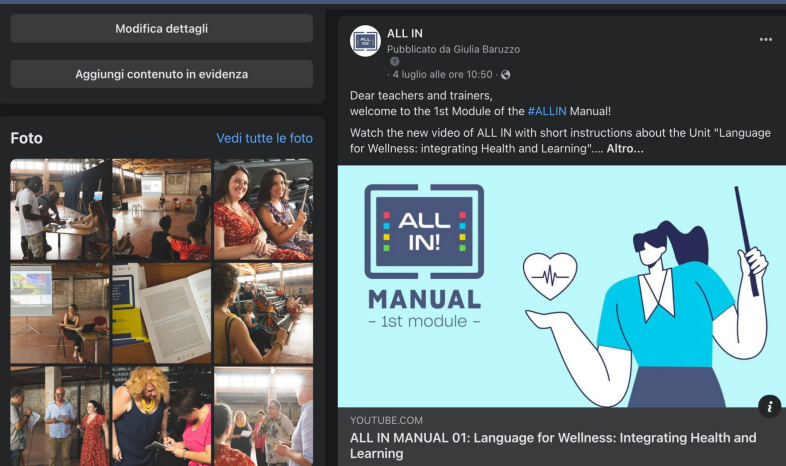 Modifica dettagli
Aggiungi contenuto in evidenza
Foto
Vedi tutte le foto
ALL IN
Pubblicato da Giulia Baruzzo
· 4 luglio alle ore 10:50 ·
Dear teachers and trainers,
welcome to the 1st Module of the #ALLIN Manual!
Watch the new video of ALL IN with short instructions about the Unit "Language
for Wellness: integrating Health and Learning".... Altro...
ALL
IN!
MANUAL
- 1st module -
YOUTUBE.COM
ALL IN MANUAL 01: Language for Wellness: Integrating Health and
Learning